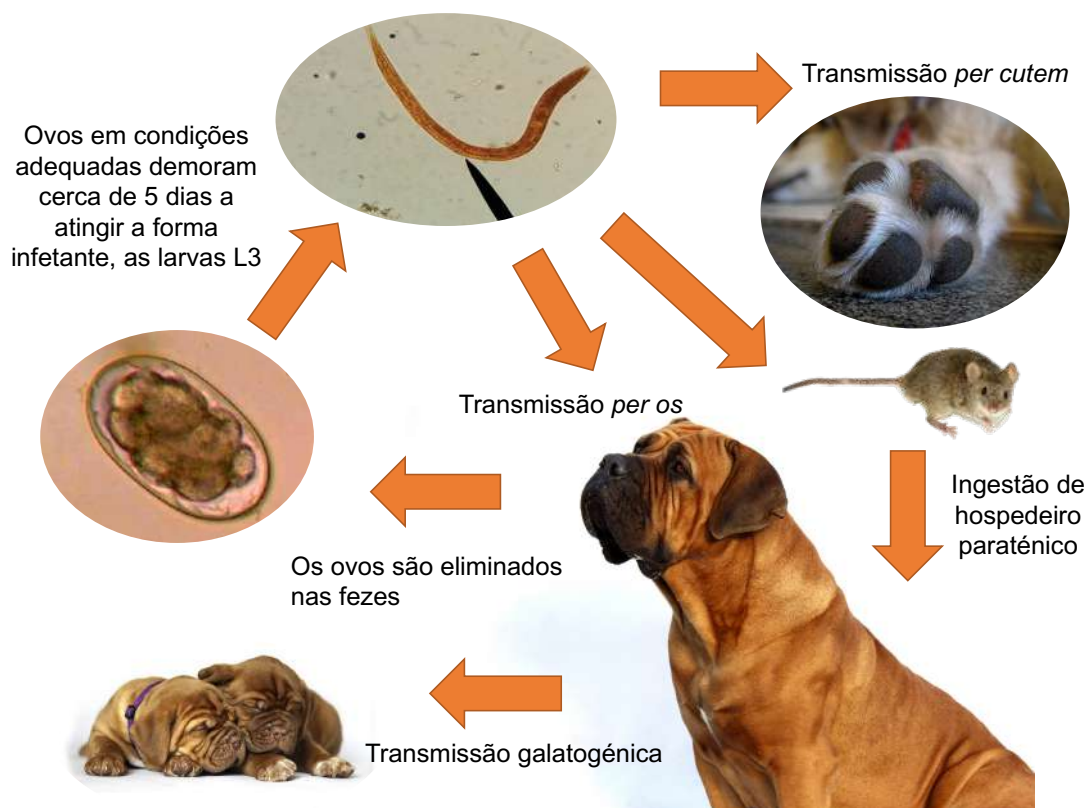 Transmissão per cutem
Ovos em condições
adequadas demoram
cerca de 5 dias a
atingir a forma
infetante, as larvas L3
Transmissão per os
Ingestão de
hospedeiro
paraténico
Os ovos são eliminados
nas fezes
Transmissão galatogénica